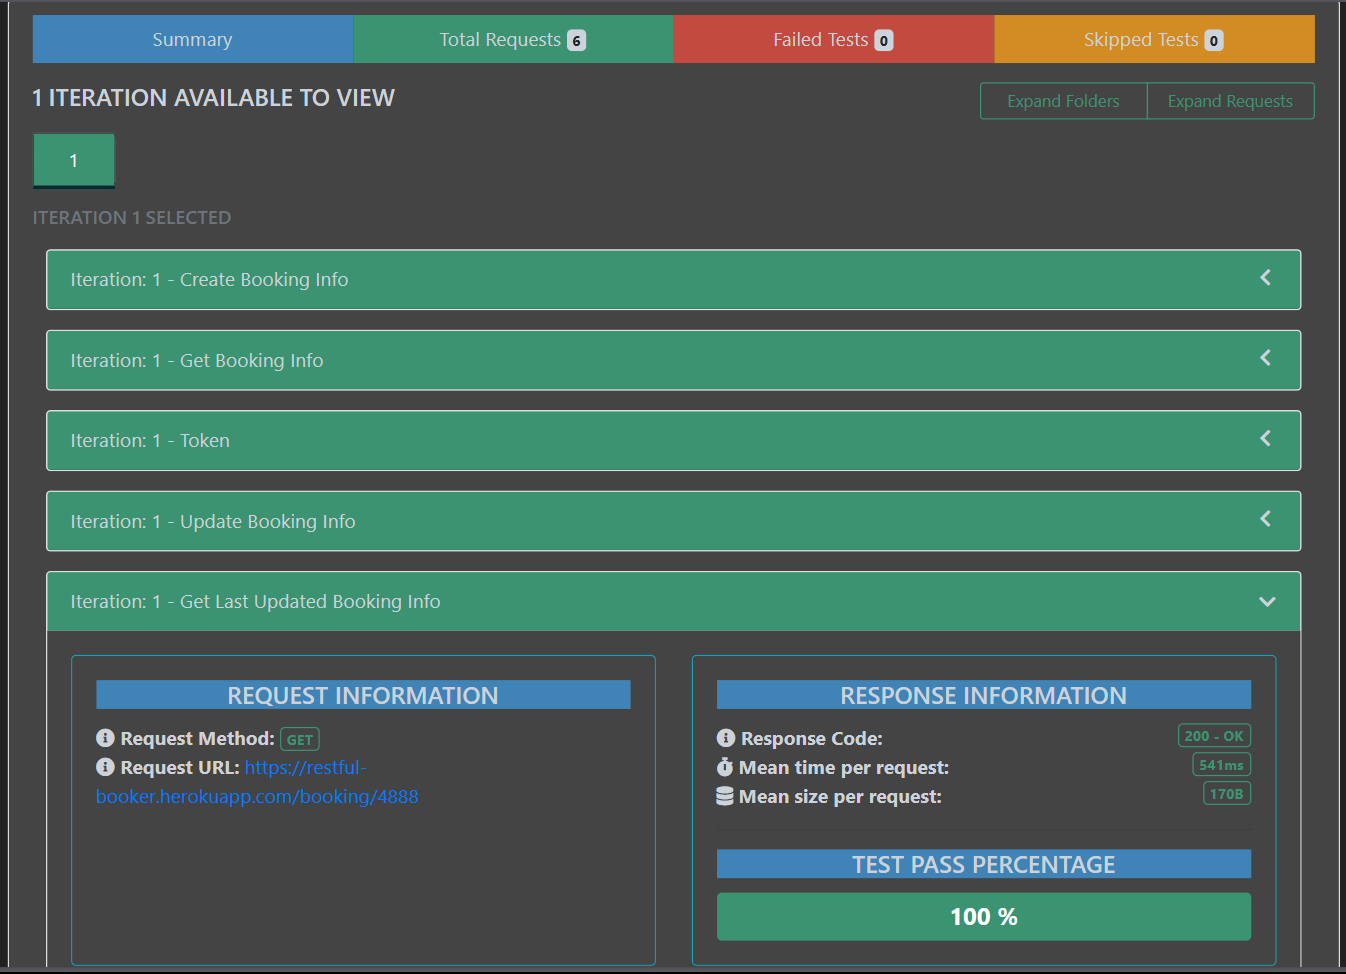 Summary
Total Requests 6
Failed Tests 0
Skipped Tests 0
1 ITERATION AVAILABLE TO VIEW
Expand Folders
Expand Requests
1
ITERATION 1 SELECTED
Iteration: 1 - Create Booking Info
Iteration: 1 - Get Booking Info
Iteration: 1 - Token
Iteration: 1 - Update Booking Info
Iteration: 1 - Get Last Updated Booking Info
REQUEST INFORMATION
Request Method: GET
Request URL: https://restful-
booker.herokuapp.com/booking/4888
RESPONSE INFORMATION
Response Code: 200 - OK
Mean time per request: 541ms
Mean size per request: 170B
TEST PASS PERCENTAGE
100 %